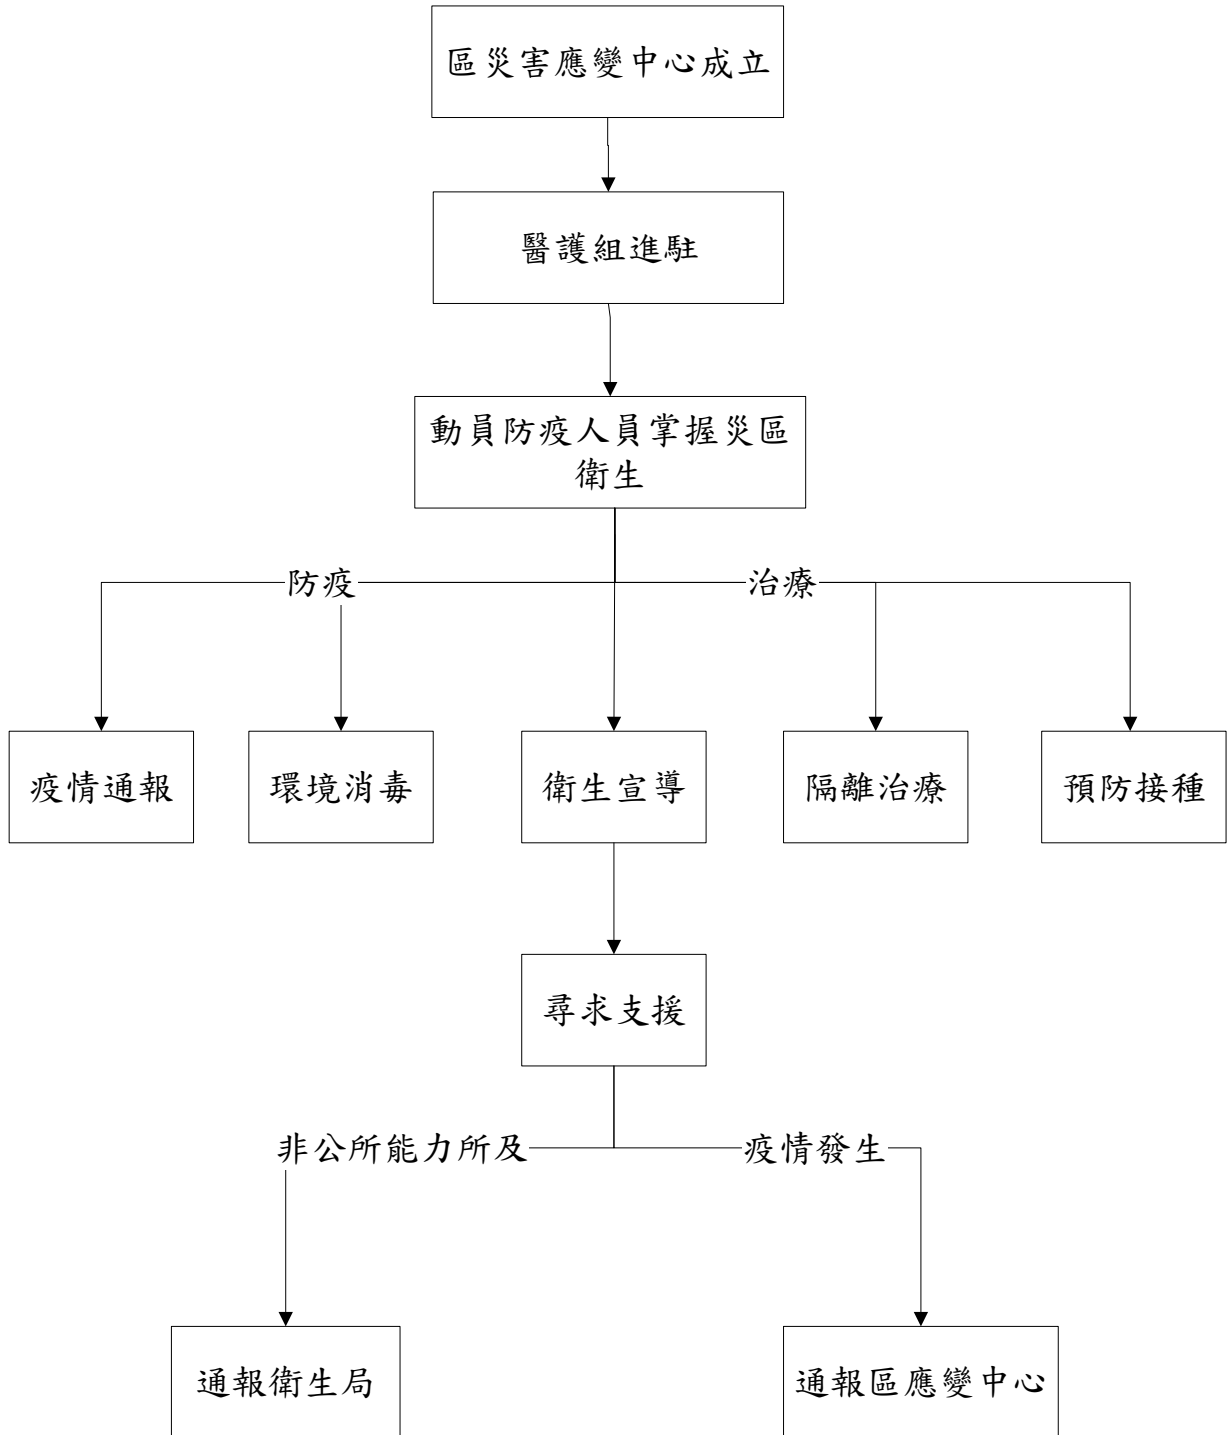 區災害應變中心成立
醫護組進駐
動員防疫人員掌握災區
衛生
防疫
治療
疫情通報
環境消毒
衛生宣導
隔離治療
預防接種
尋求支援
非公所能力所及
疫情發生
通報衛生局
通報區應變中心